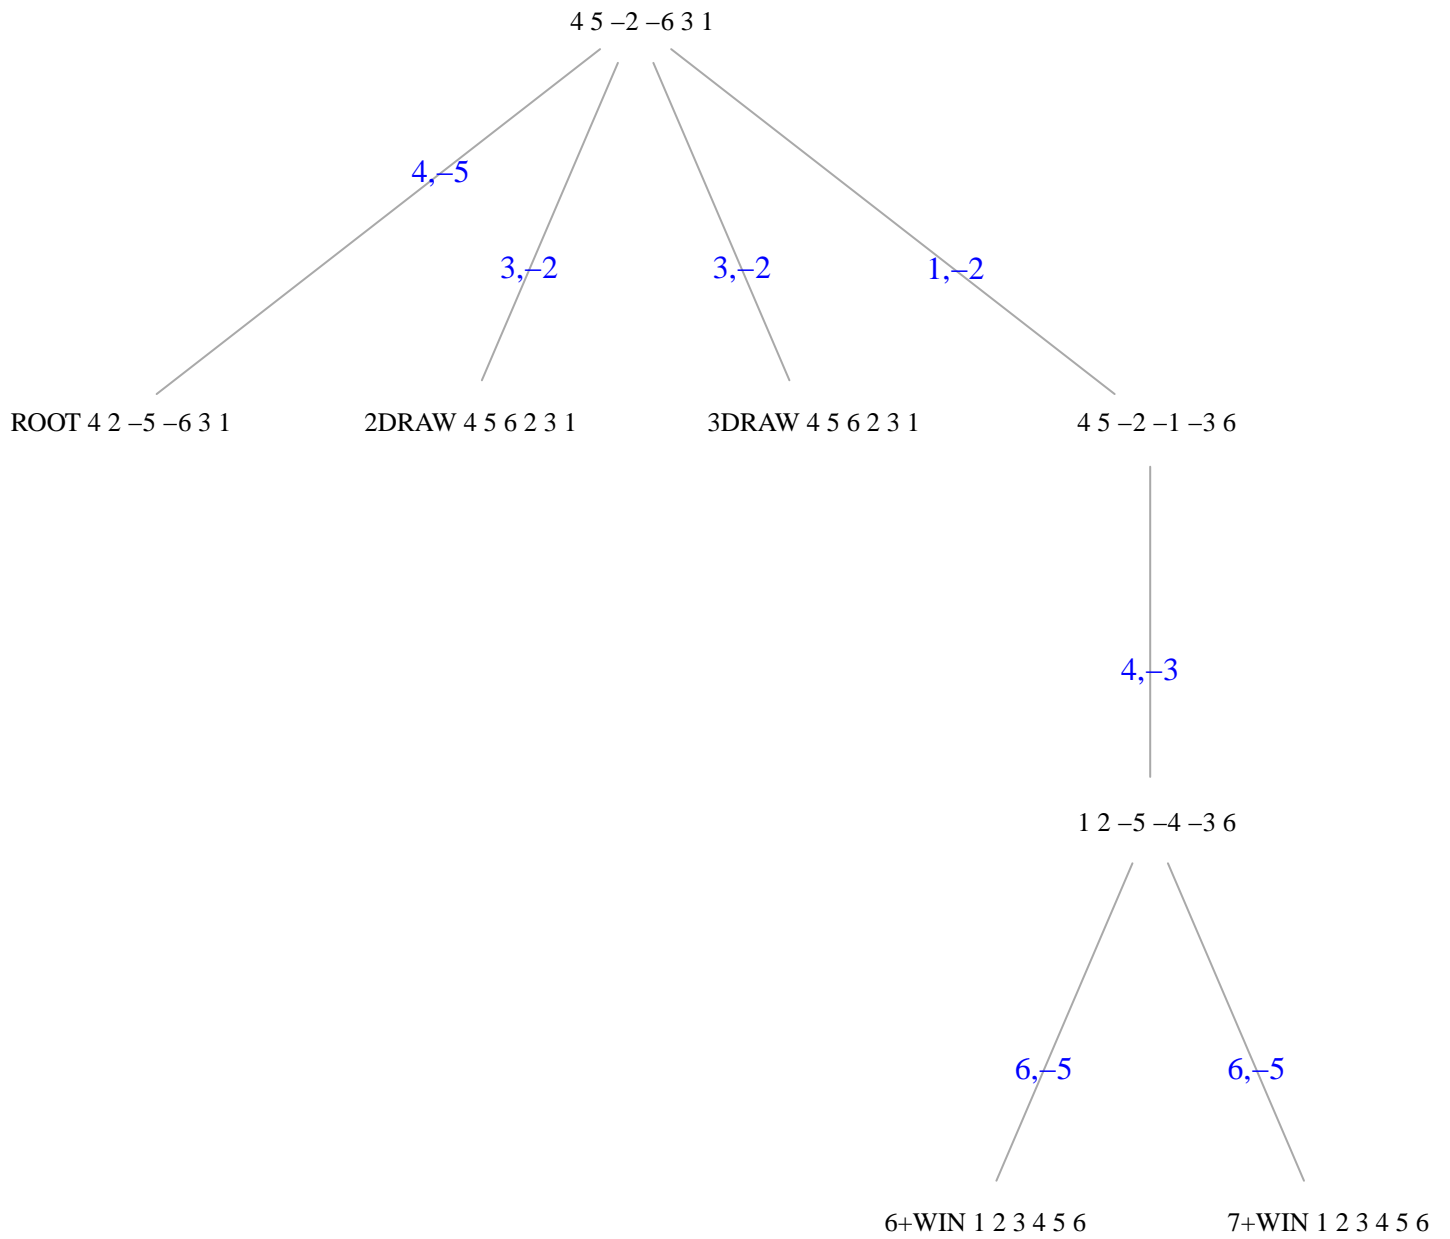 4 5 –2 –6 3 1
4,–5
3,–2
3,–2
1,–2
ROOT 4 2 –5 –6 3 1
2DRAW 4 5 6 2 3 1
3DRAW 4 5 6 2 3 1
4 5 –2 –1 –3 6
4,–3
1 2 –5 –4 –3 6
6,–5
6,–5
6+WIN 1 2 3 4 5 6
7+WIN 1 2 3 4 5 6